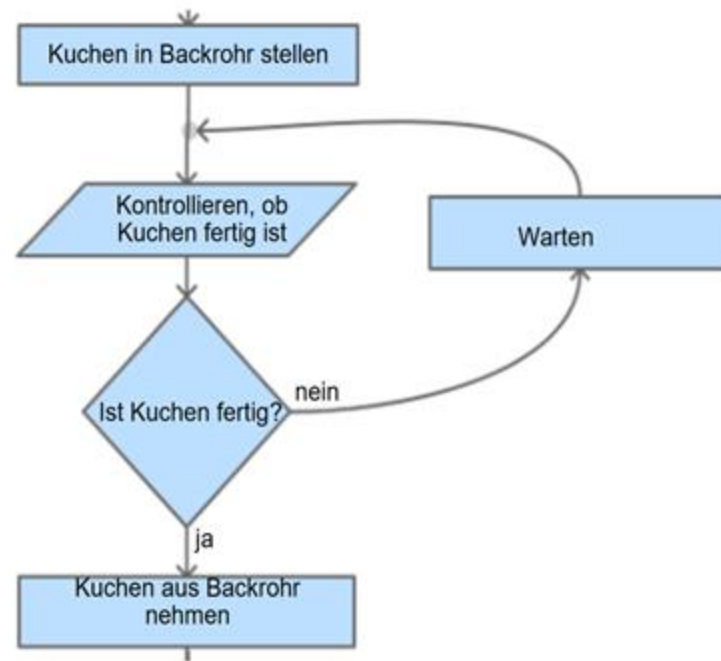 Kuchen in Backrohr stellen
Kontrollieren, ob
Kuchen fertig ist
Warten
Ist Kuchen fertig?
nein
ja
Kuchen aus Backrohr
nehmen